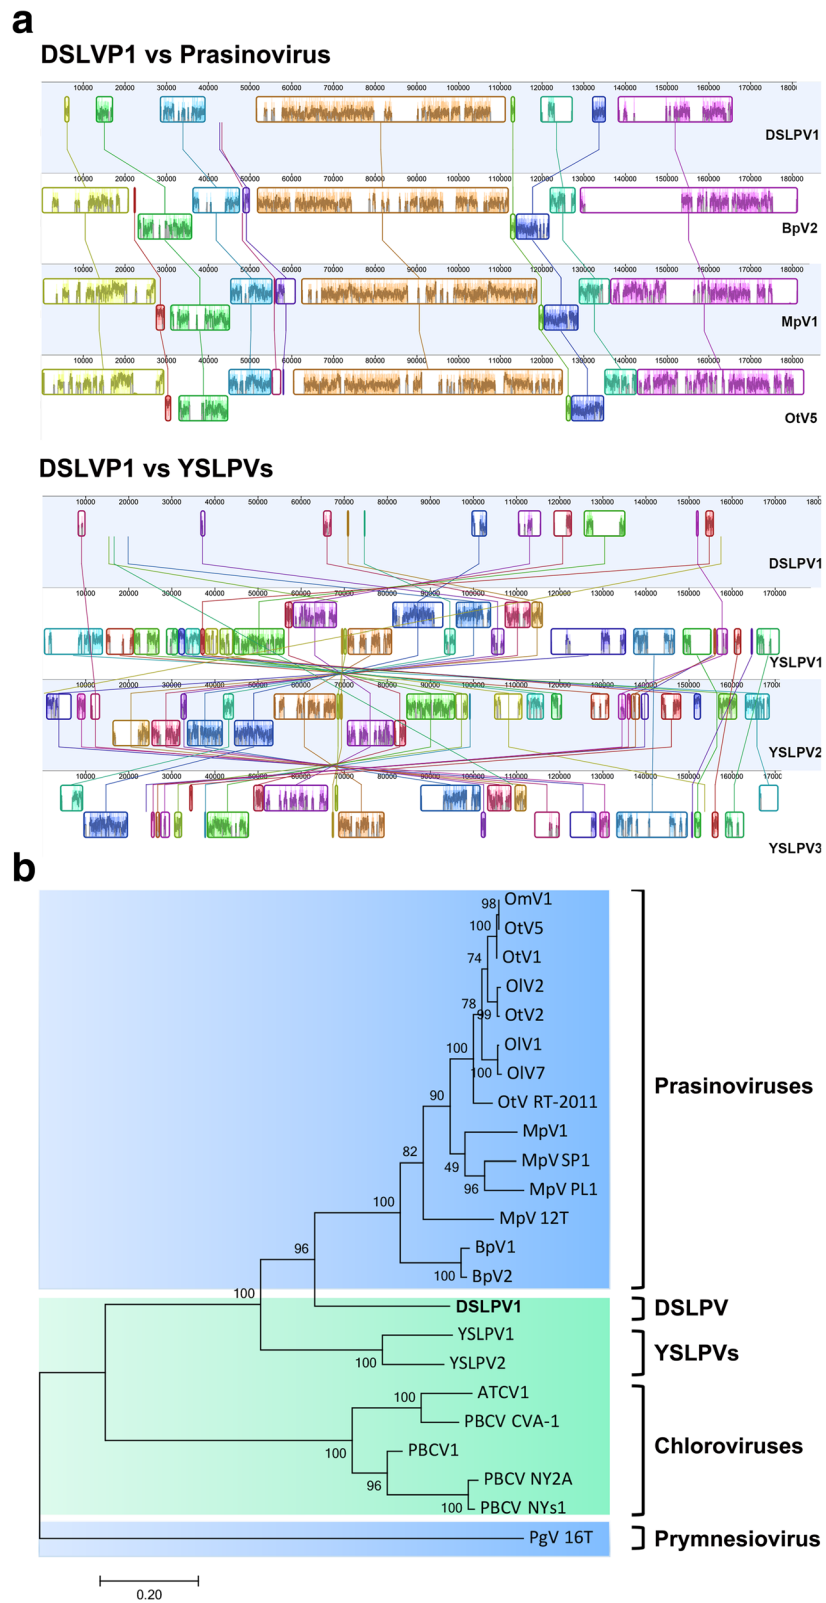 a
DSLVP1 vs Prasinovirus
10000 20000 30000 40000 50000 60000 70000 80000 90000 100000 110000 120000 130000 140000 150000 160000 170000 1800
DSLPV1
10000 20000 30000 40000 50000 60000 70000 80000 90000 100000 110000 120000 130000 140000 150000 160000 170000 180000
BpV2
10000 20000 30000 40000 50000 60000 70000 80000 90000 100000 110000 120000 130000 140000 150000 160000 170000 180000
MpV1
10000 20000 30000 40000 50000 60000 70000 80000 90000 100000 110000 120000 130000 140000 150000 160000 170000 180000
OtV5
DSLVP1 vs YSLPVs
10000 20000 30000 40000 50000 60000 70000 80000 90000 100000 110000 120000 130000 140000 150000 160000 170000 1800
DSLPV1
10000 20000 30000 40000 50000 60000 70000 80000 90000 100000 110000 120000 130000 140000 150000 160000 170000
YSLPV1
10000 20000 30000 40000 50000 60000 70000 80000 90000 100000 110000 120000 130000 140000 150000 160000 17000
YSLPV2
10000 20000 30000 40000 50000 60000 70000 80000 90000 100000 110000 120000 130000 140000 150000 160000 1700
YSLPV3
b
OmV1
98
100
OtV5
OtV1
74
OlV2
78
99
OtV2
OlV1
100
100
OlV7
OtV RT-2011
Prasinoviruses
90
MpV1
82
MpV SP1
49
96
MpV PL1
100
MpV 12T
96
BpV1
100
BpV2
100
DSLPV1
DSLPV
YSLPV1
YSLPVs
100
YSLPV2
ATCV1
100
PBCV CVA-1
Chloroviruses
100
PBCV1
PBCV NY2A
96
100
PBCV NYs1
PgV 16T
Prymnesiovirus
0.20